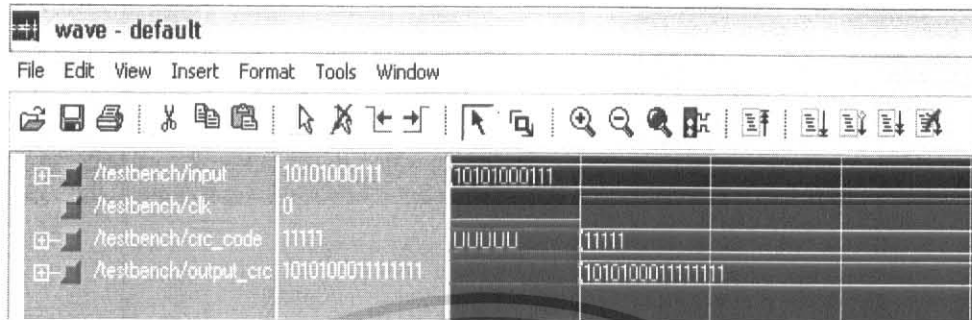 wave - default
File Edit View Insert Format Tools Window
/testbench/input 10101000111 10101000111
/testbench/clk 0
/testbench/crc_code 11111 UUUUU 11111
/testbench/output_crc 1010100011111111 1010100011111111